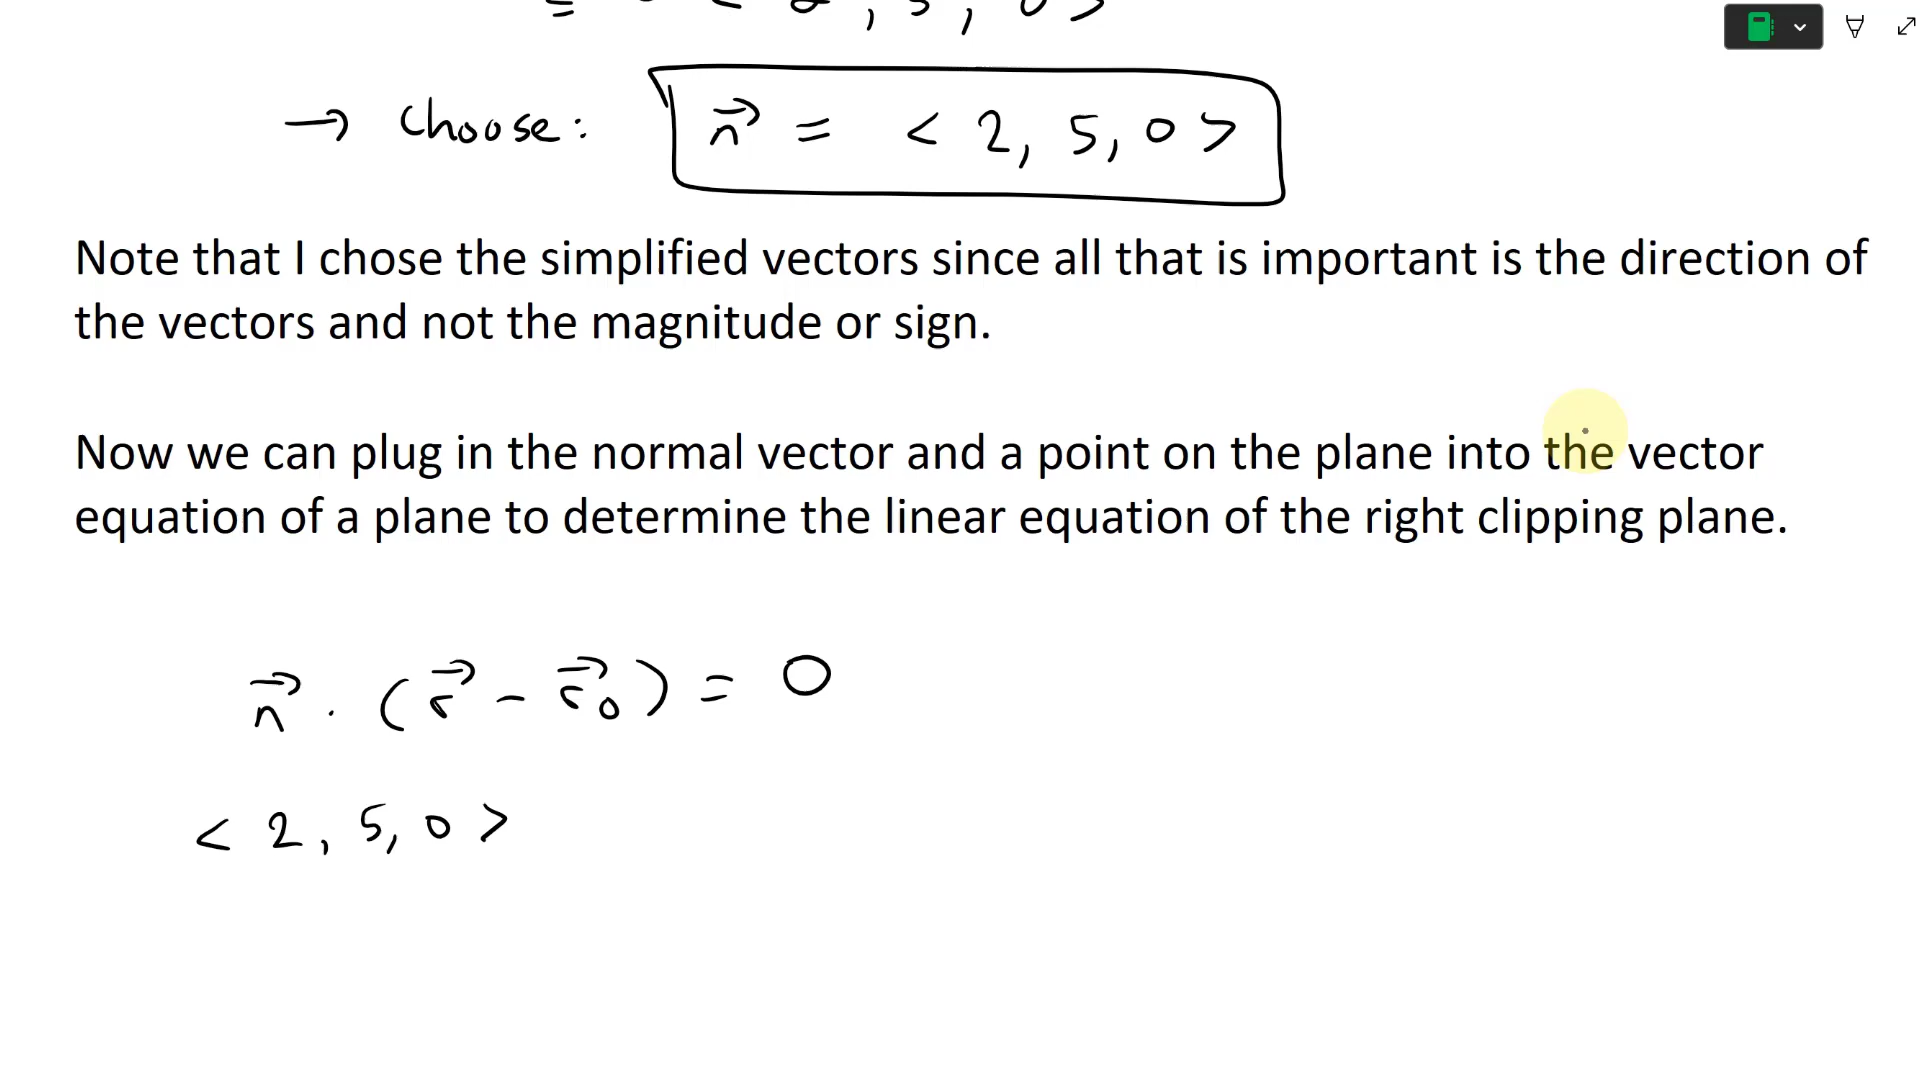 → Choose: n⃗ = < 2, 5, 0 >
Note that I chose the simplified vectors since all that is important is the direction of
the vectors and not the magnitude or sign.
Now we can plug in the normal vector and a point on the plane into the vector
equation of a plane to determine the linear equation of the right clipping plane.
n⃗ · (r⃗ - r⃗₀) = 0
< 2, 5, 0 >